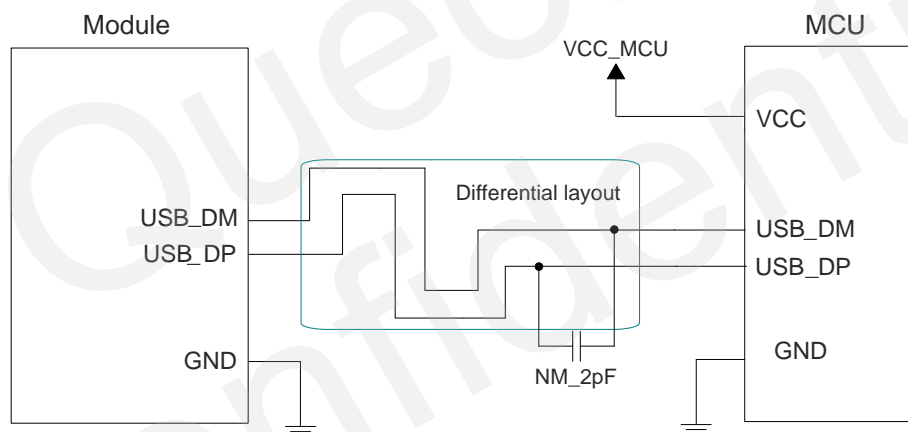 Module
MCU
VCC_MCU
VCC
Differential layout
USB_DM
USB_DM
USB_DP
USB_DP
GND
GND
NM_2pF